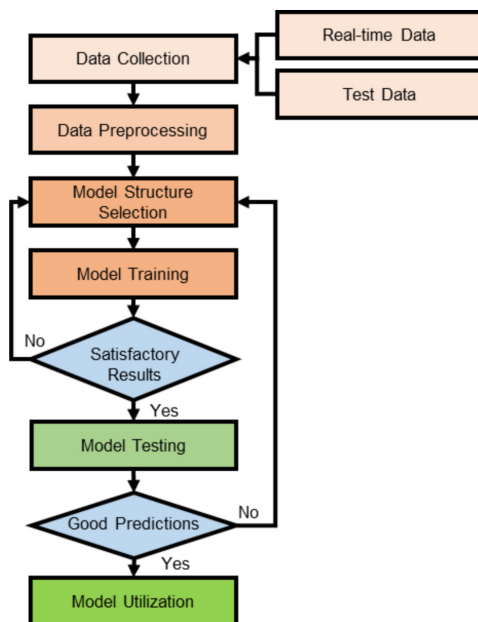 Real-time Data
Data Collection
Test Data
Data Preprocessing
Model Structure
Selection
Model Training
No
Satisfactory
Results
Yes
Model Testing
No
Good Predictions
Yes
Model Utilization